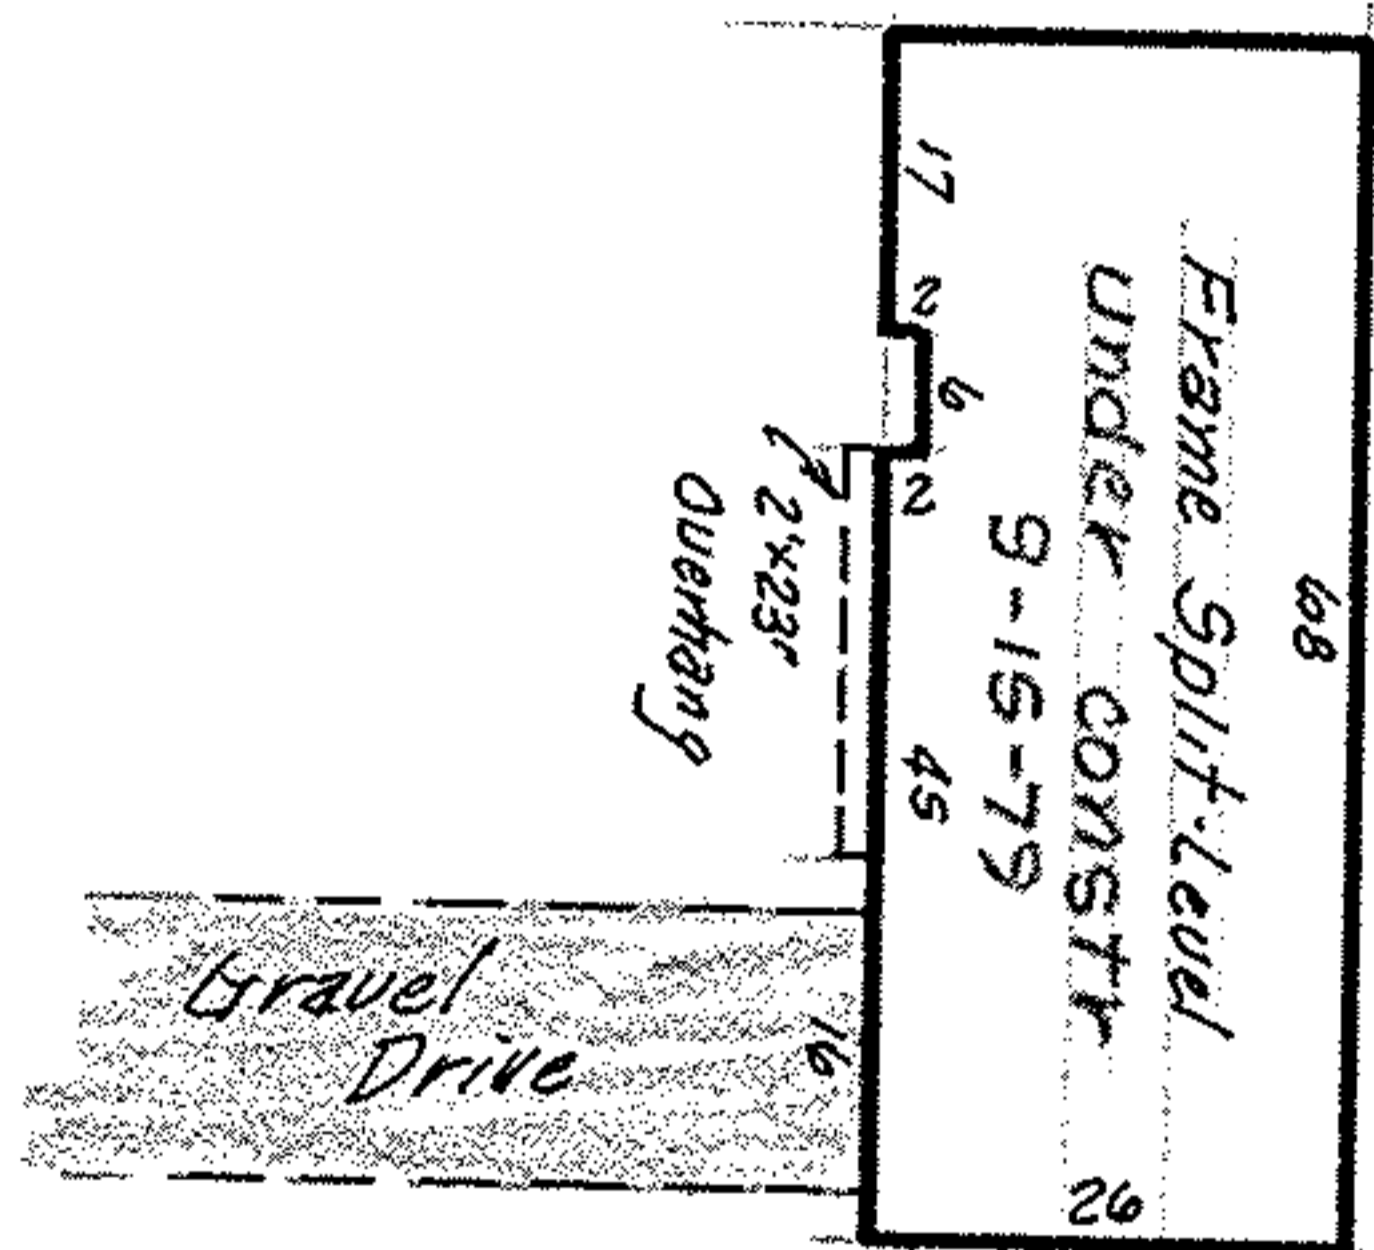 Frame Split-Level
under constr
9-15-79
68
17
2
6
2
45
2'x23'
Overhang
Gravel
Drive
16
26